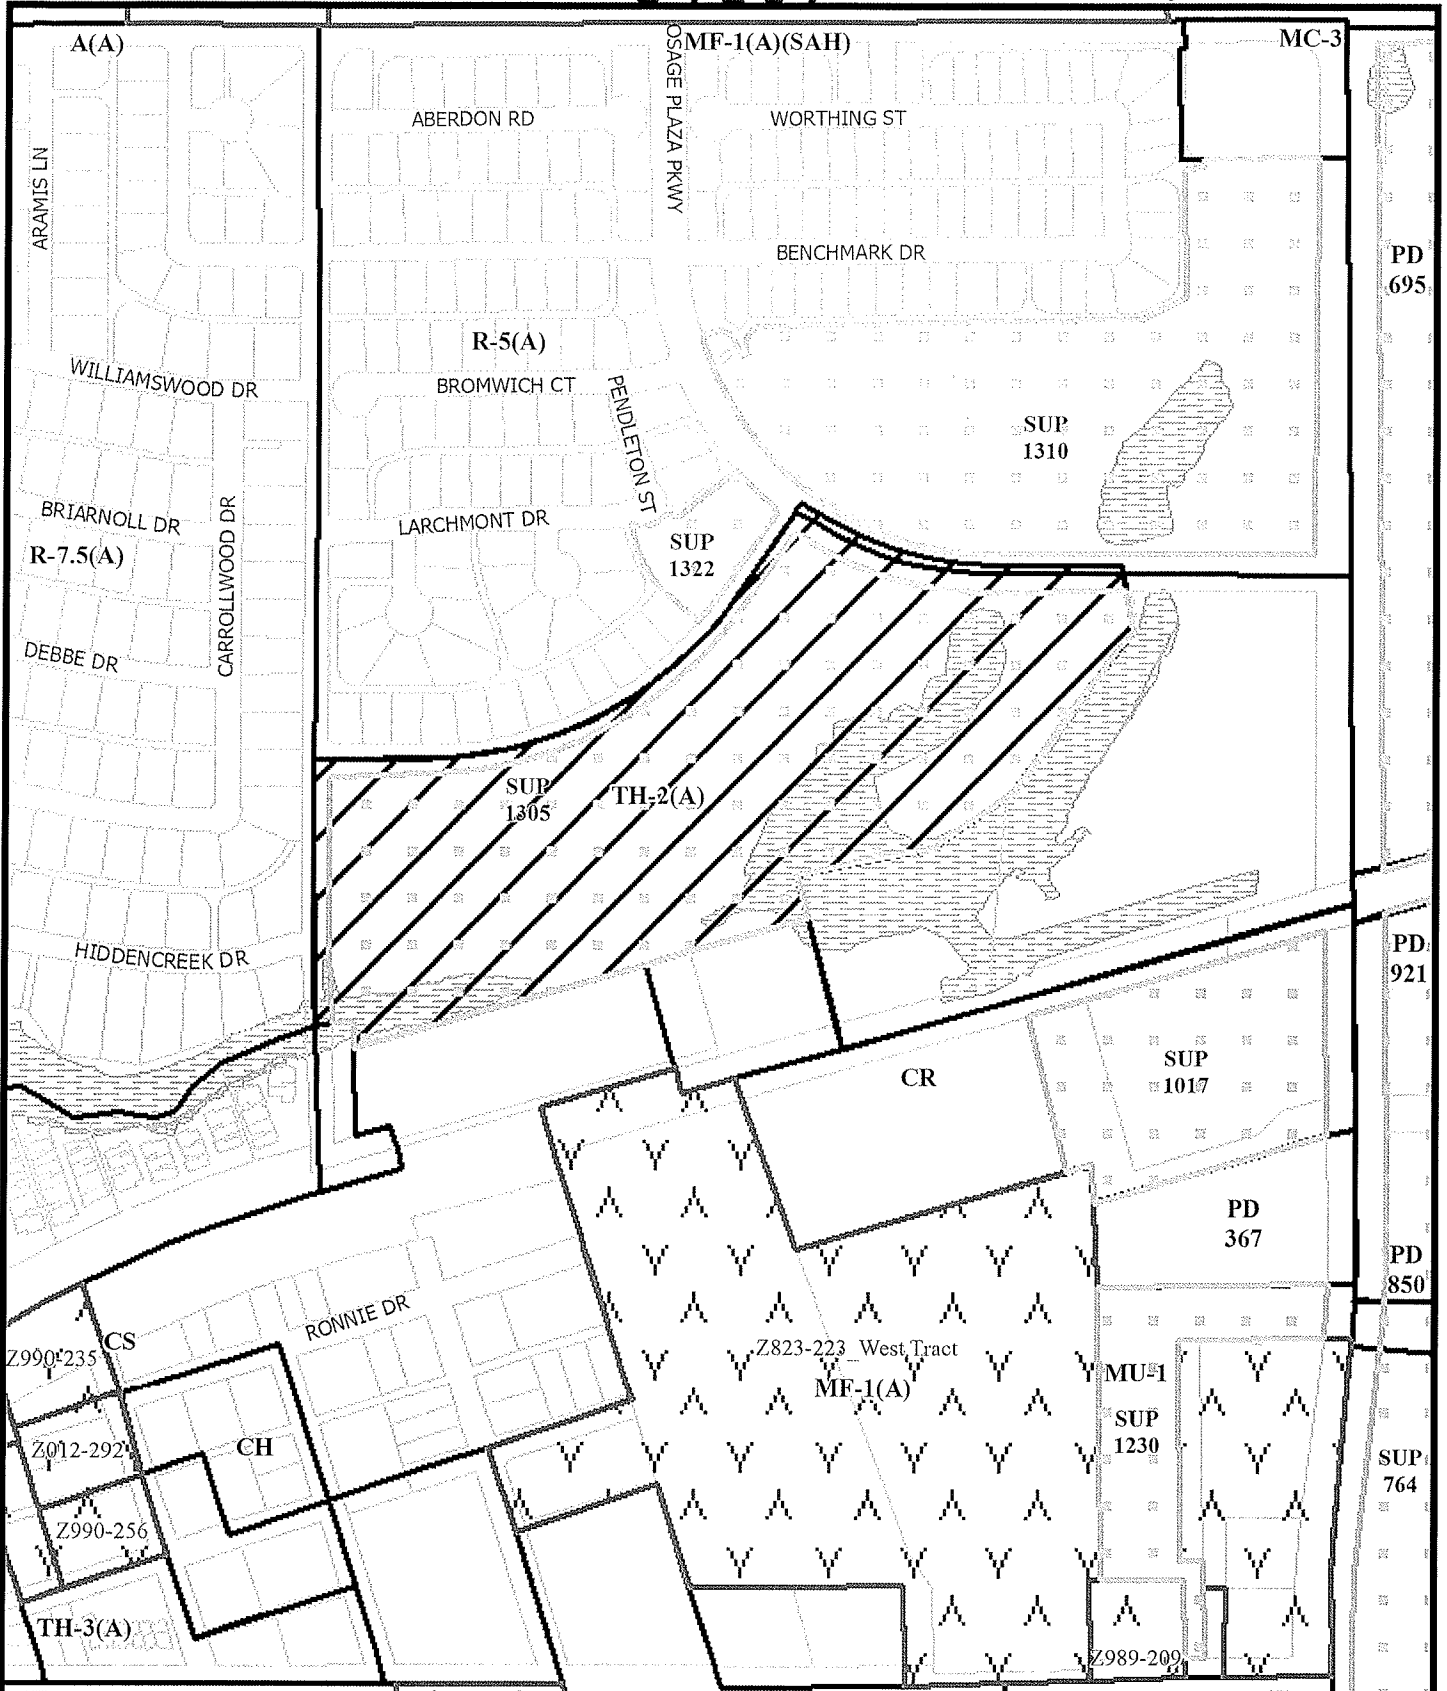 A(A)
MF-1(A)(SAH)
MC-3
OSAGE PLAZA PKWY
ABERDON RD
WORTHING ST
ARAMIS LN
BENCHMARK DR
PD
695
R-5(A)
WILLIAMSWOOD DR
BROMWICH CT
PENDLETON ST
SUP
1310
BRIARNOLL DR
CARROLLWOOD DR
LARCHMONT DR
R-7.5(A)
SUP
1322
DEBBE DR
SUP
1305
TH-2(A)
HIDDENCREEK DR
PD
921
SUP
1017
CR
PD
367
PD
850
RONNIE DR
CS
Z990-235
Z823-223_West Tract
MF-1(A)
MU-1
SUP
1230
Z012-292
CH
SUP
764
Z990-256
TH-3(A)
Z989-209